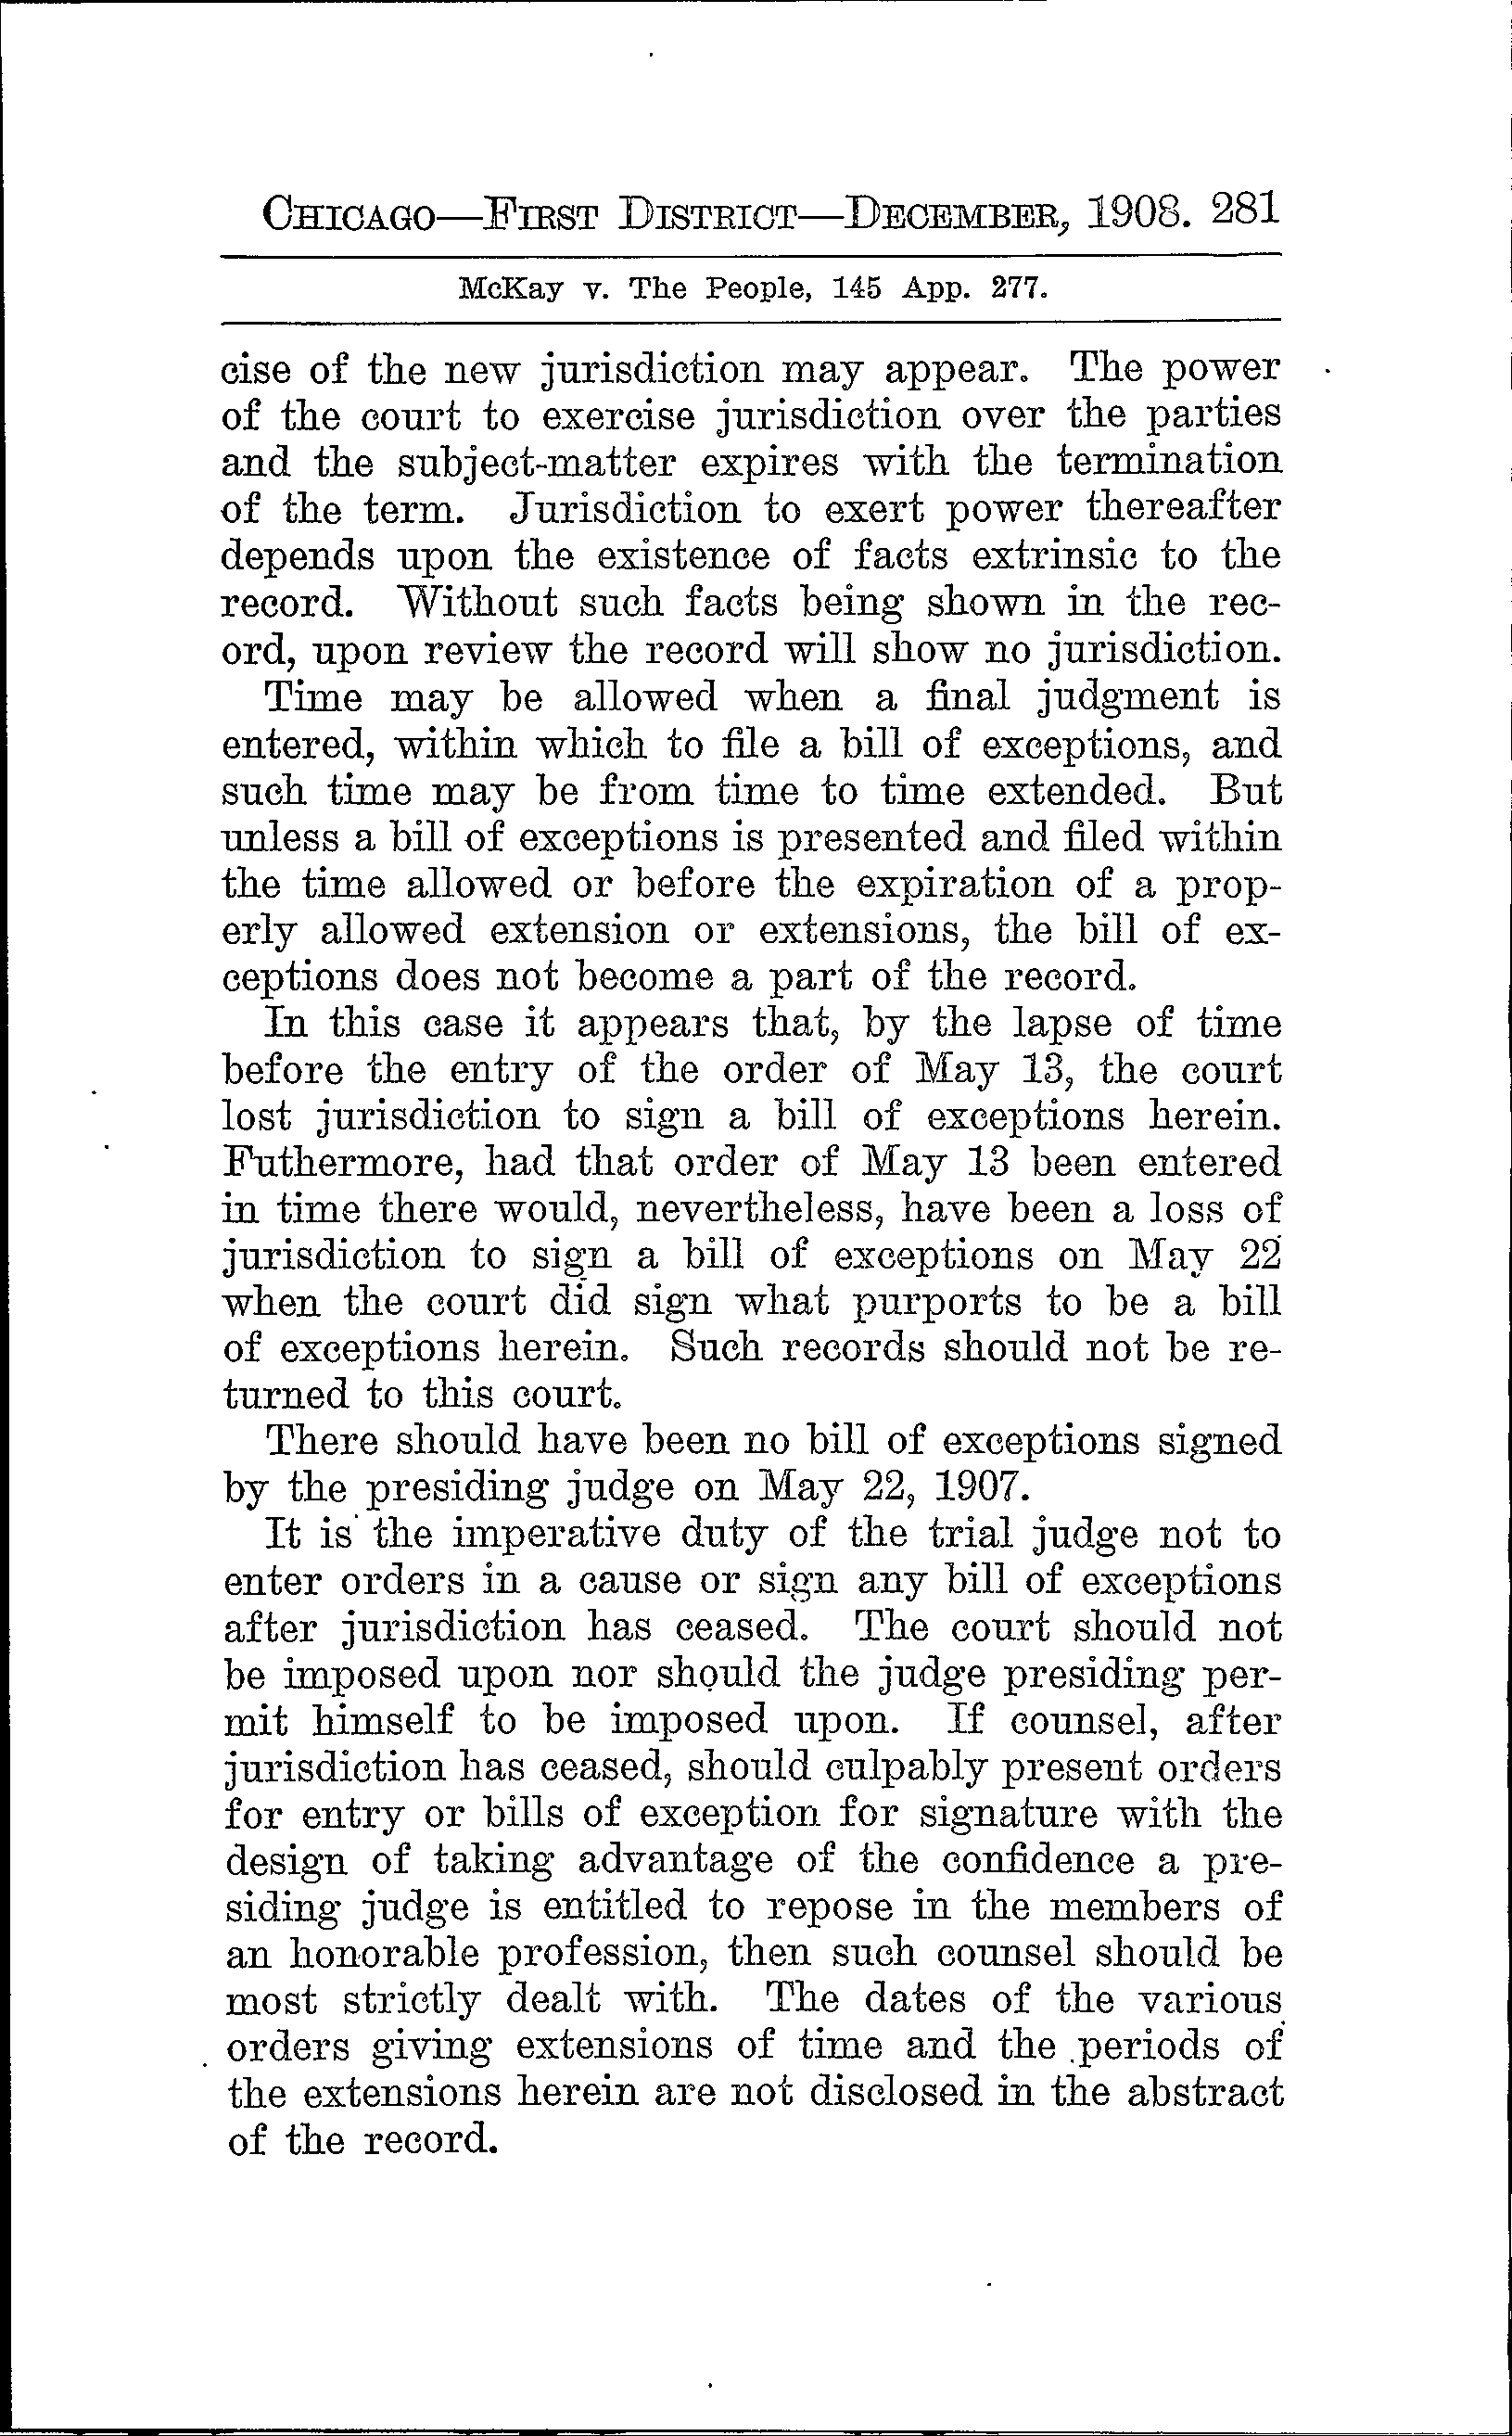 CHICAGO—FIRST DISTRICT—DECEMBER, 1908. 281
McKay v. The People, 145 App. 277.
cise of the new jurisdiction may appear. The power
of the court to exercise jurisdiction over the parties
and the subject-matter expires with the termination
of the term. Jurisdiction to exert power thereafter
depends upon the existence of facts extrinsic to the
record. Without such facts being shown in the rec-
ord, upon review the record will show no jurisdiction.
Time may be allowed when a final judgment is
entered, within which to file a bill of exceptions, and
such time may be from time to time extended. But
unless a bill of exceptions is presented and filed within
the time allowed or before the expiration of a prop-
erly allowed extension or extensions, the bill of ex-
ceptions does not become a part of the record.
In this case it appears that, by the lapse of time
before the entry of the order of May 13, the court
lost jurisdiction to sign a bill of exceptions herein.
Futhermore, had that order of May 13 been entered
in time there would, nevertheless, have been a loss of
jurisdiction to sign a bill of exceptions on May 22
when the court did sign what purports to be a bill
of exceptions herein. Such records should not be re-
turned to this court.
There should have been no bill of exceptions signed
by the presiding judge on May 22, 1907.
It is the imperative duty of the trial judge not to
enter orders in a cause or sign any bill of exceptions
after jurisdiction has ceased. The court should not
be imposed upon nor should the judge presiding per-
mit himself to be imposed upon. If counsel, after
jurisdiction has ceased, should culpably present orders
for entry or bills of exception for signature with the
design of taking advantage of the confidence a pre-
siding judge is entitled to repose in the members of
an honorable profession, then such counsel should be
most strictly dealt with. The dates of the various
orders giving extensions of time and the periods of
the extensions herein are not disclosed in the abstract
of the record.